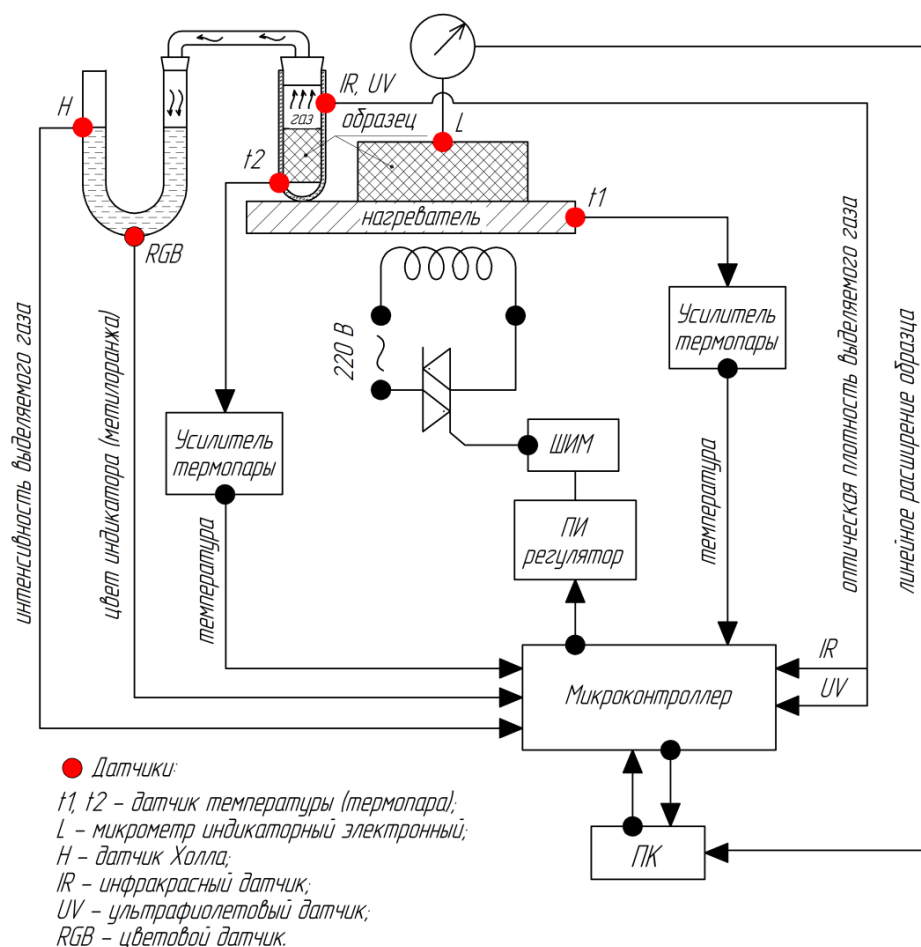 H
IR, UV
газ
образец
L
t2
t1
нагреватель
RGB
220 В
~
Усилитель
термопары
Усилитель
термопары
ШИМ
ПИ
регулятор
интенсивность выделяемого газа
цвет индикатора (метилоранжа)
температура
температура
оптическая плотность выделяемого газа
линейное расширение образца
IR
UV
Микроконтроллер
ПК
Датчики:
t1, t2 – датчик температуры (термопара);
L – микрометр индикаторный электронный;
H – датчик Холла;
IR – инфракрасный датчик;
UV – ультрафиолетовый датчик;
RGB – цветовой датчик.